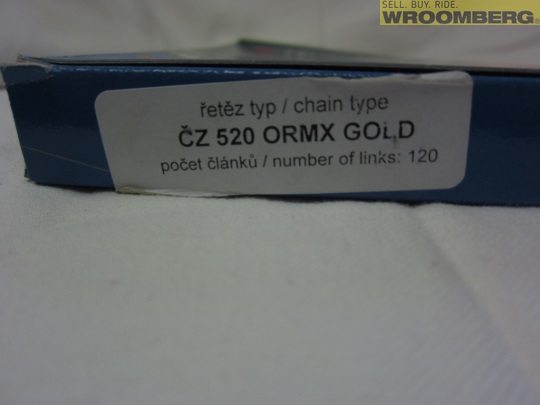 SELL. BUY. RIDE.
WROOMBERG®
řetěz typ / chain type
ČZ 520 ORMX GOLD
počet článků / number of links: 120